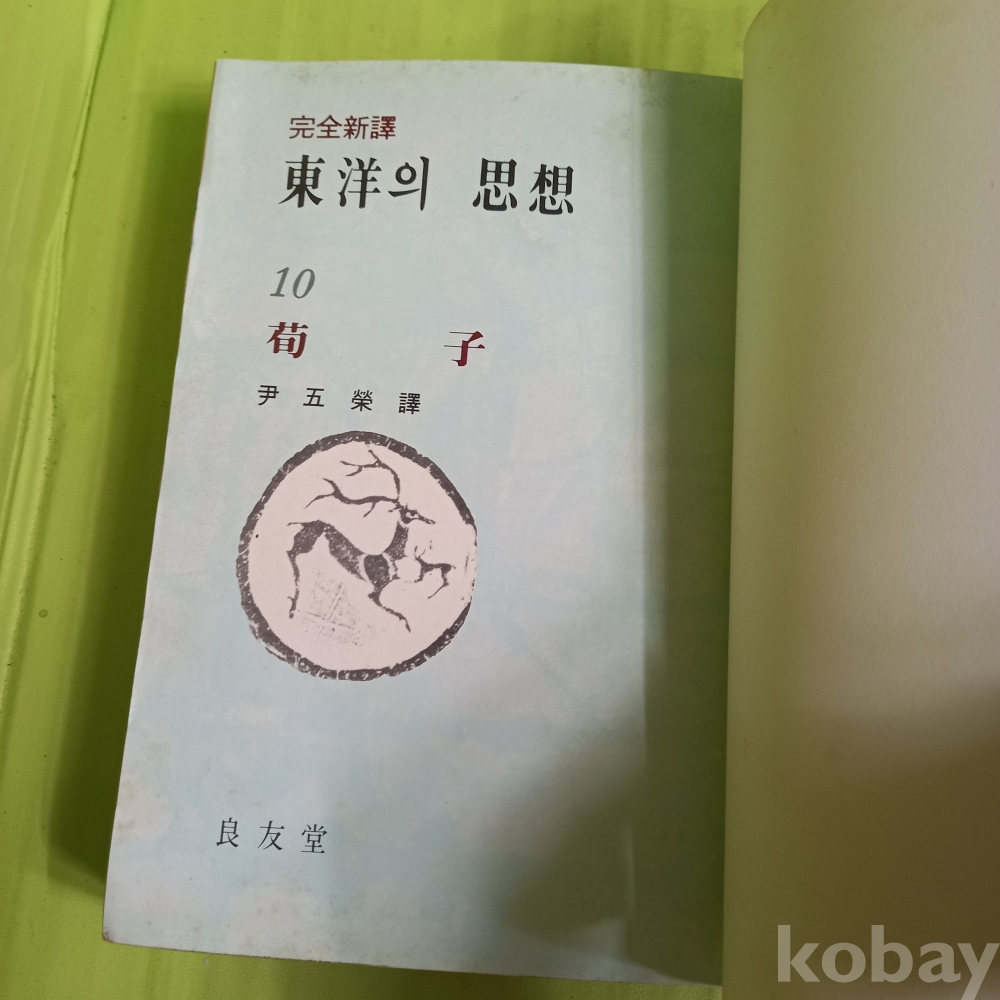 完全新譯
東洋의 思想
10
荀子
尹五榮譯
良友堂
kobay